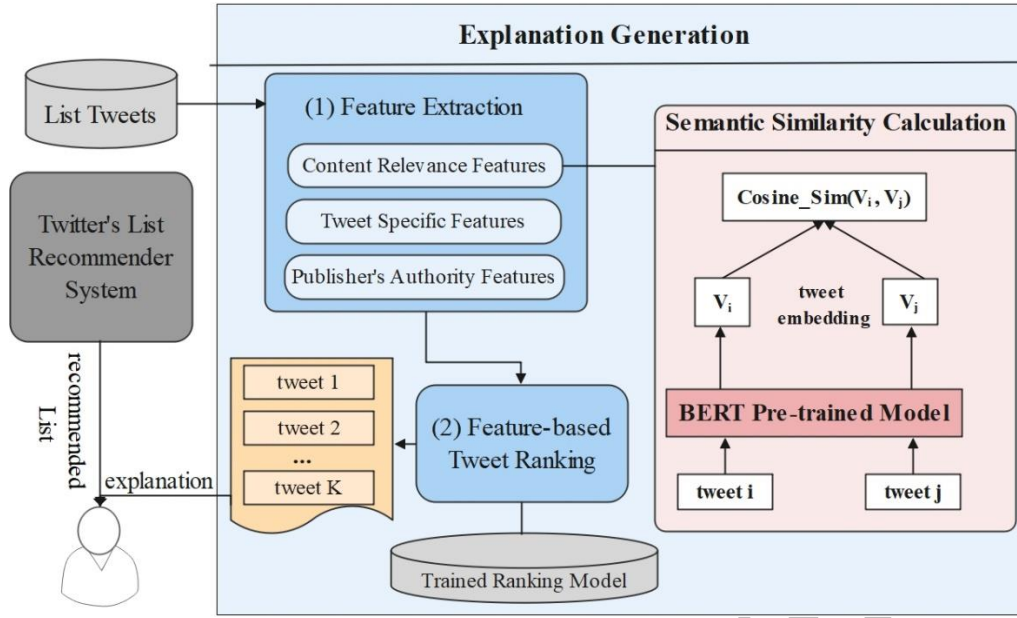 Explanation Generation
List Tweets
(1) Feature Extraction
Content Relevance Features
Tweet Specific Features
Publisher's Authority Features
Semantic Similarity Calculation
Cosine_Sim(Vi, Vj)
Vi
tweet
embedding
Vj
BERT Pre-trained Model
tweet i
tweet j
Twitter's List
Recommender
System
recommended
List
explanation
tweet 1
tweet 2
...
tweet K
(2) Feature-based
Tweet Ranking
Trained Ranking Model